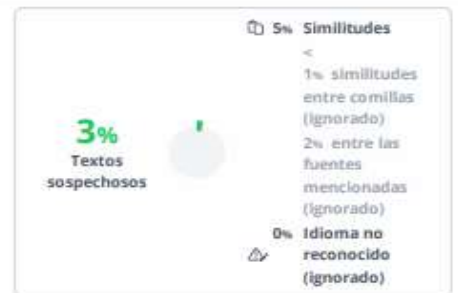 3%
Textos
sospechosos
5% Similitudes
<
1% similitudes
entre comillas
(ignorado)
2% entre las
fuentes
mencionadas
(ignorado)
0% Idioma no
reconocido
(ignorado)